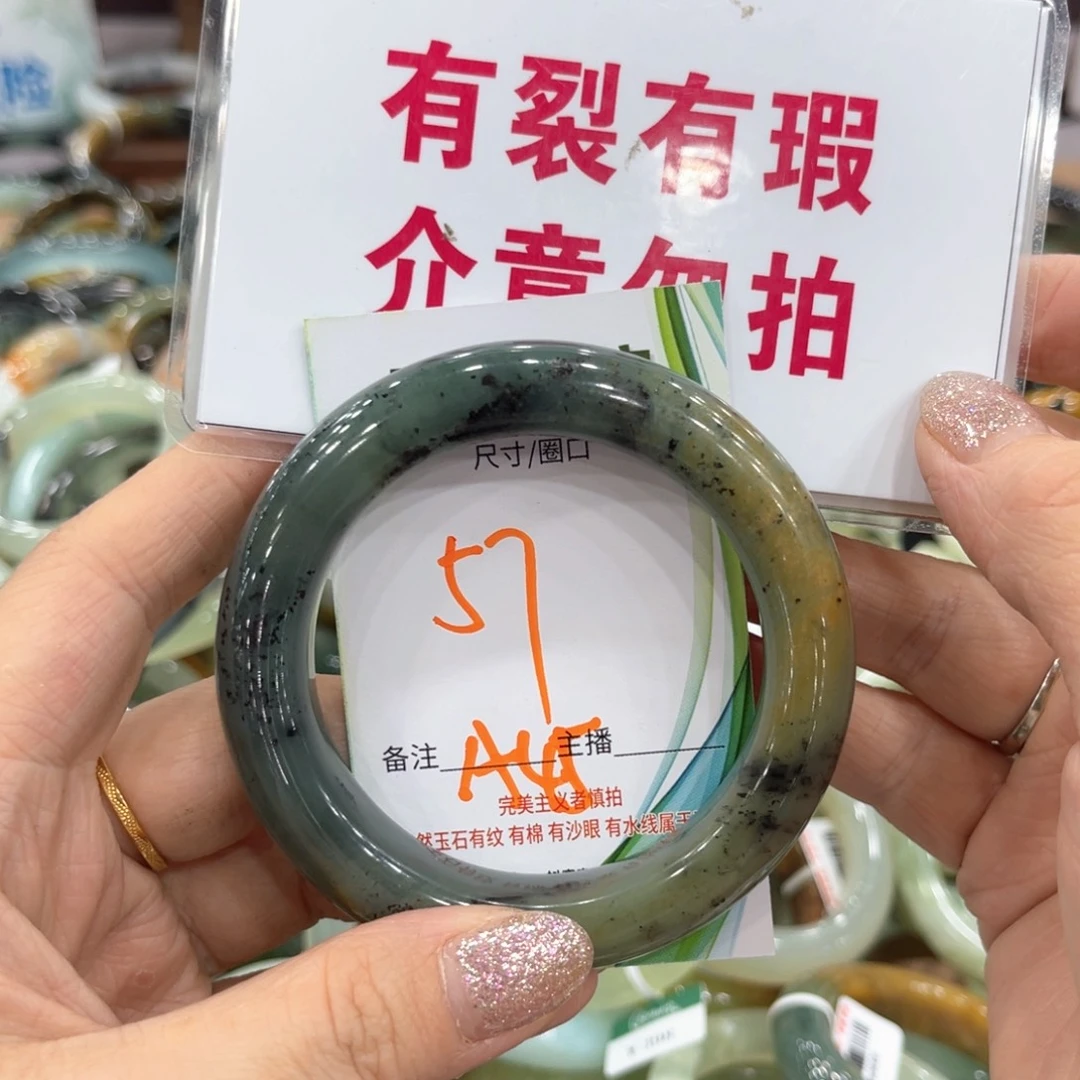 有裂有瑕
介意勿拍
尺寸/圈口
57
备注 主播
完美主义者慎拍
然玉石有纹 有棉 有沙眼 有水线属于
险